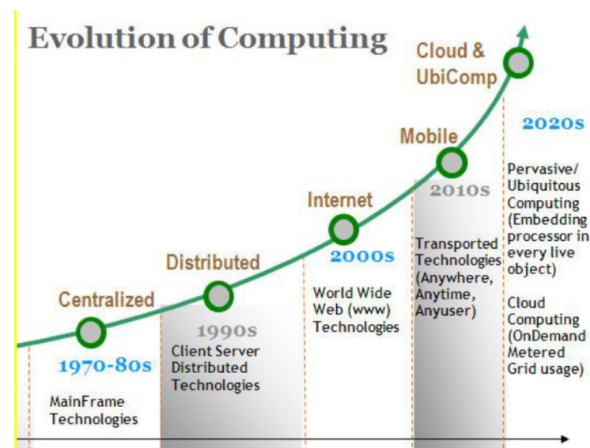 Evolution of Computing
Centralized
1970-80s
MainFrame
Technologies
Distributed
1990s
Client Server
Distributed
Technologies
Internet
2000s
World Wide
Web (www)
Technologies
Mobile
2010s
Transported
Technologies
(Anywhere,
Anytime,
Anyuser)
Cloud &
UbiComp
2020s
Pervasive/
Ubiquitous
Computing
(Embedding
processor in
every live
object)
Cloud
Computing
(OnDemand
Metered
Grid usage)